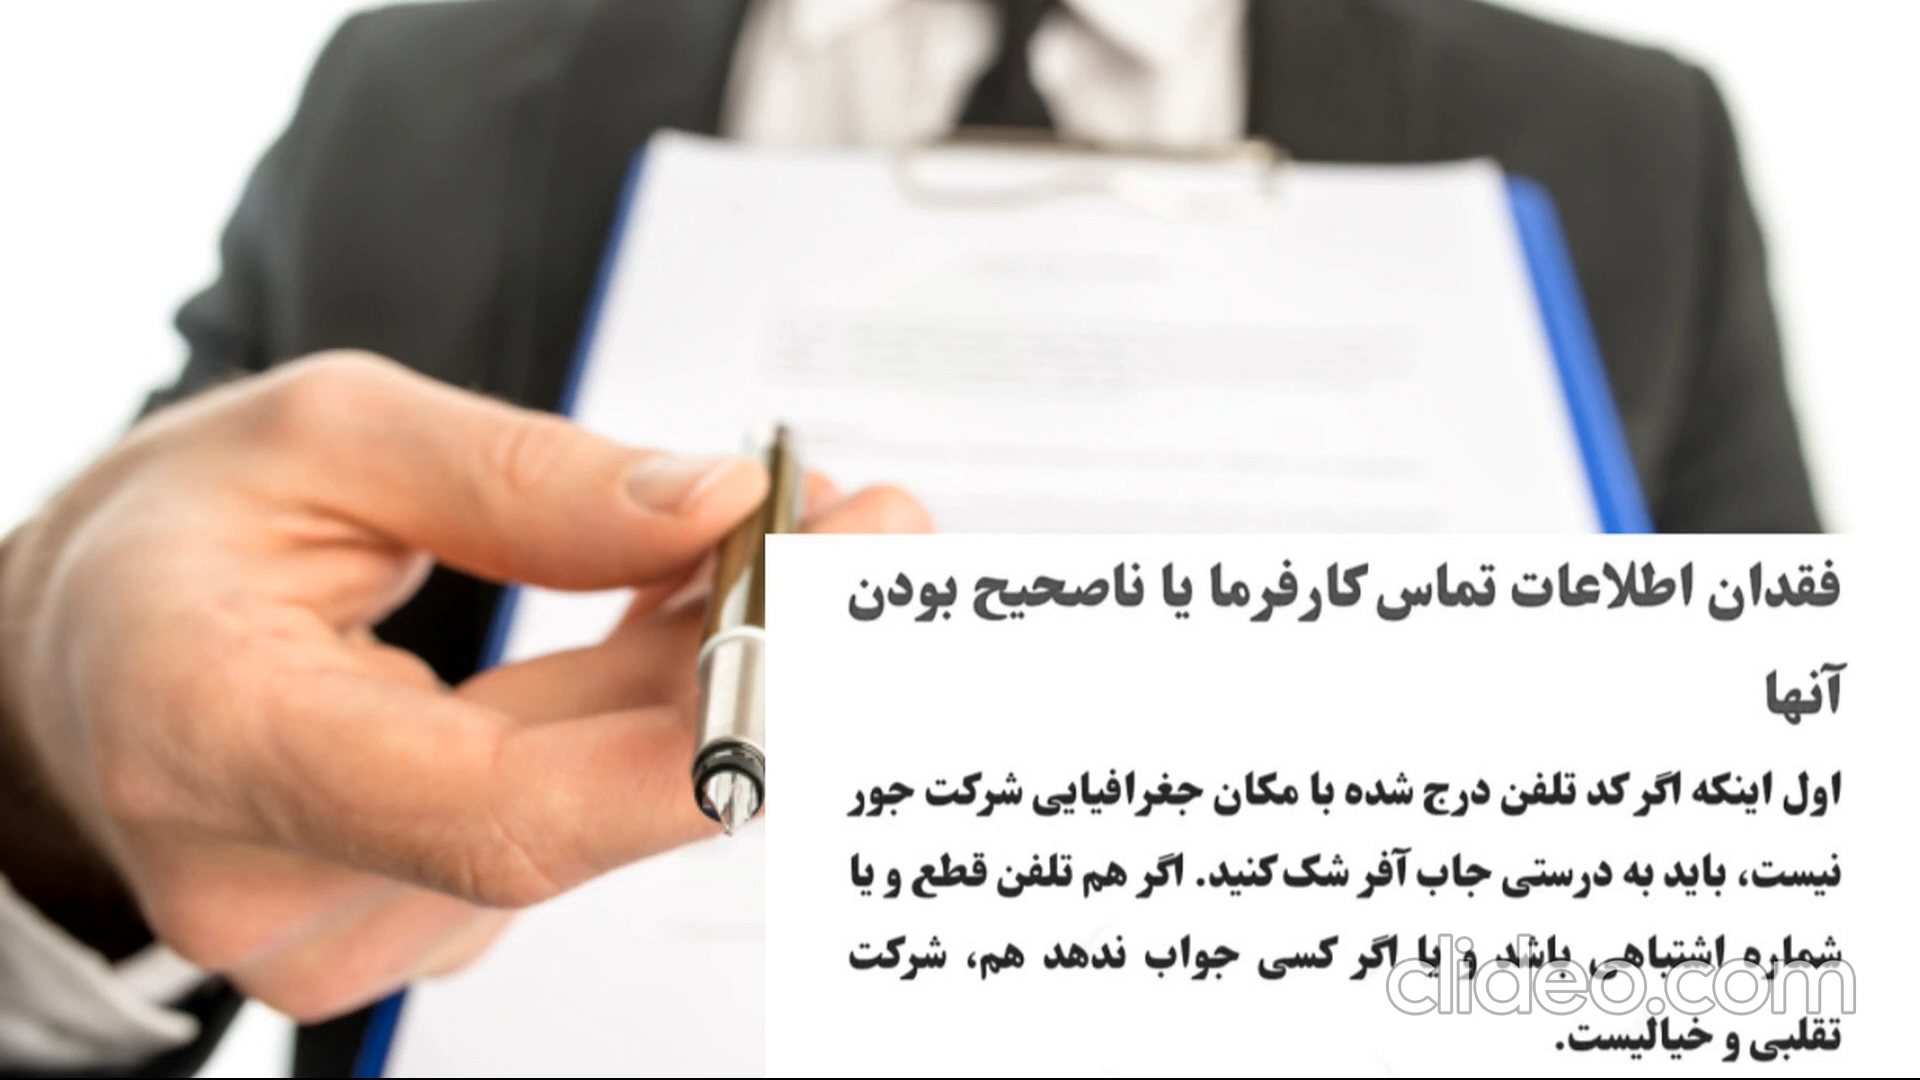 فقدان اطلاعات تماس کارفرما یا ناصحیح بودن
آنها
اول اینکه اگر کد تلفن درج شده با مکان جغرافیایی شرکت جور
نیست، باید به درستی جاب آفر شک کنید. اگر هم تلفن قطع و یا
شماره اشتباهی باشد و یا اگر کسی جواب ندهد هم، شرکت
تقلبی و خیالیست.
clideo.com